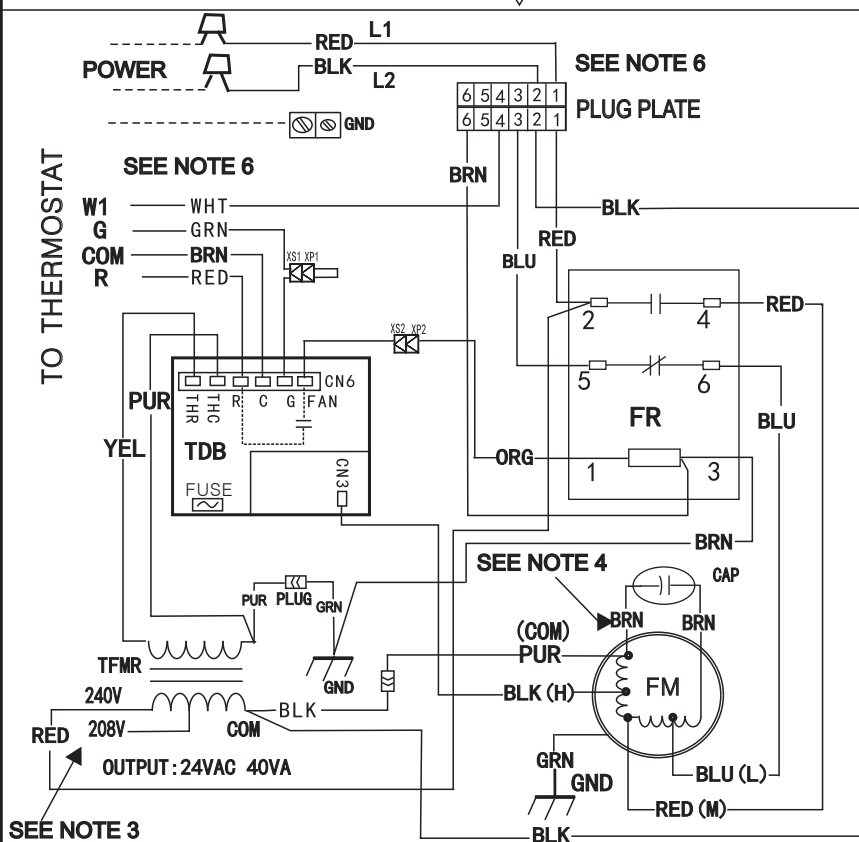 L1
RED
POWER
BLK
L2
SEE NOTE 6
6 5 4 3 2 1
6 5 4 3 2 1
PLUG PLATE
GND
SEE NOTE 6
BRN
TO THERMOSTAT
W1 WHT
G GRN
COM BRN
R RED
XS1 XP1
BLK
RED
BLU
2 4
RED
XS2 XP2
5 6
FR
BLU
CN6
THR THC R C G FAN
PUR
YEL
TDB
CN3
FUSE
ORG
1 3
BRN
SEE NOTE 4
CAP
PUR PLUG GRN
BRN BRN
(COM)
PUR
TFMR
GND
FM
240V
BLK (H)
BLK
RED
208V
COM
OUTPUT:24VAC 40VA
GRN
GND
BLU (L)
RED (M)
SEE NOTE 3
BLK